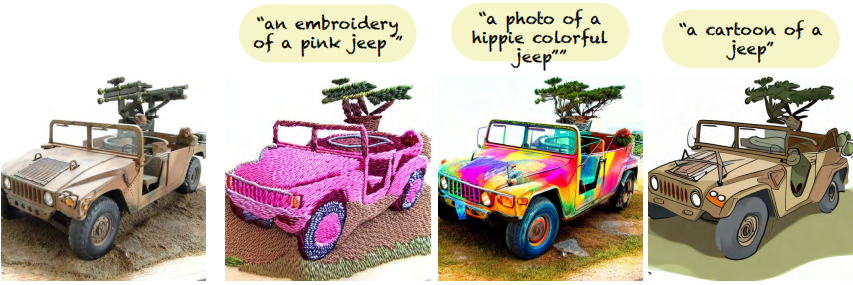 “an embroidery
of a pink jeep ”
“a photo of a
hippie colorful
jeep””
“a cartoon of a
jeep”